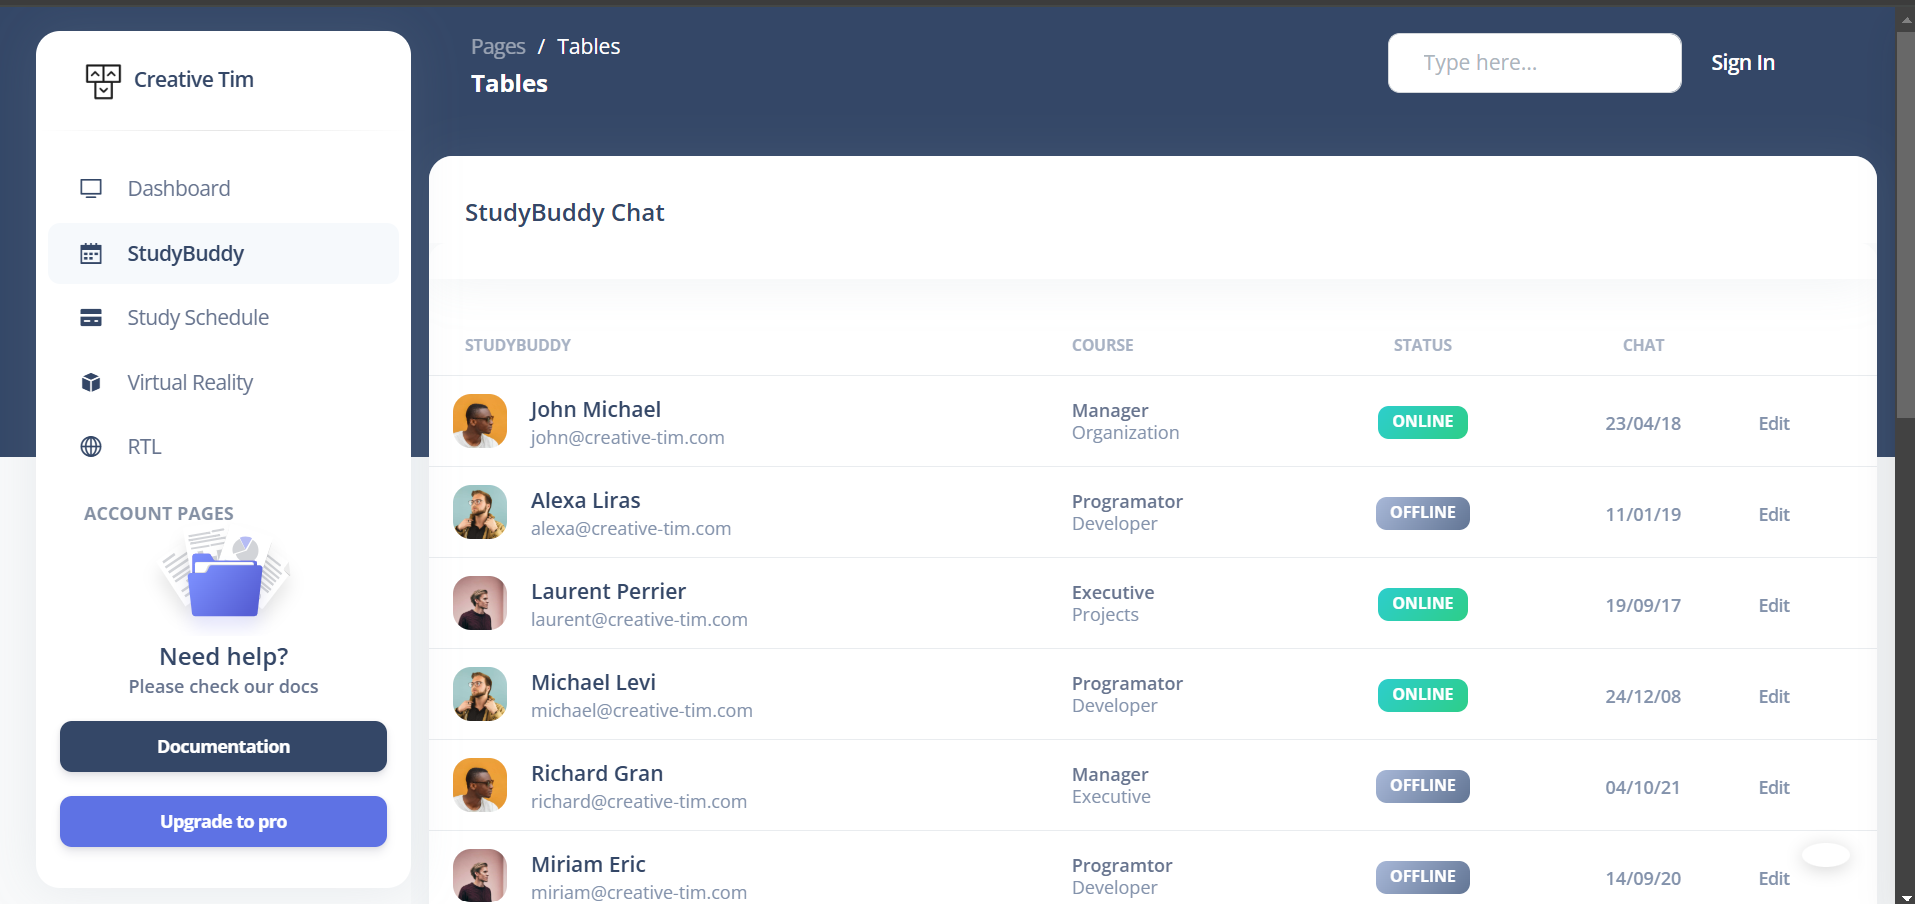 Creative Tim
Dashboard
StudyBuddy
Study Schedule
Virtual Reality
RTL
ACCOUNT PAGES
Need help?
Please check our docs
Documentation
Upgrade to pro
Pages / Tables
Tables
Type here...
Sign In
StudyBuddy Chat
STUDYBUDDY COURSE STATUS CHAT
John Michael
john@creative-tim.com
Manager
Organization
ONLINE
23/04/18
Edit
Alexa Liras
alexa@creative-tim.com
Programator
Developer
OFFLINE
11/01/19
Edit
Laurent Perrier
laurent@creative-tim.com
Executive
Projects
ONLINE
19/09/17
Edit
Michael Levi
michael@creative-tim.com
Programator
Developer
ONLINE
24/12/08
Edit
Richard Gran
richard@creative-tim.com
Manager
Executive
OFFLINE
04/10/21
Edit
Miriam Eric
miriam@creative-tim.com
Programtor
Developer
OFFLINE
14/09/20
Edit